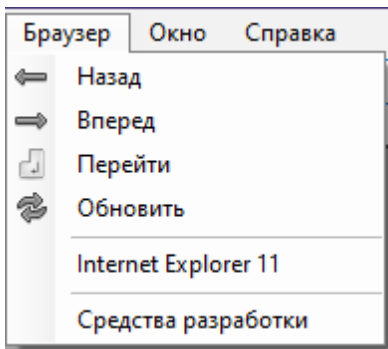 Браузер Окно Справка
Назад
Вперед
Перейти
Обновить
Internet Explorer 11
Средства разработки